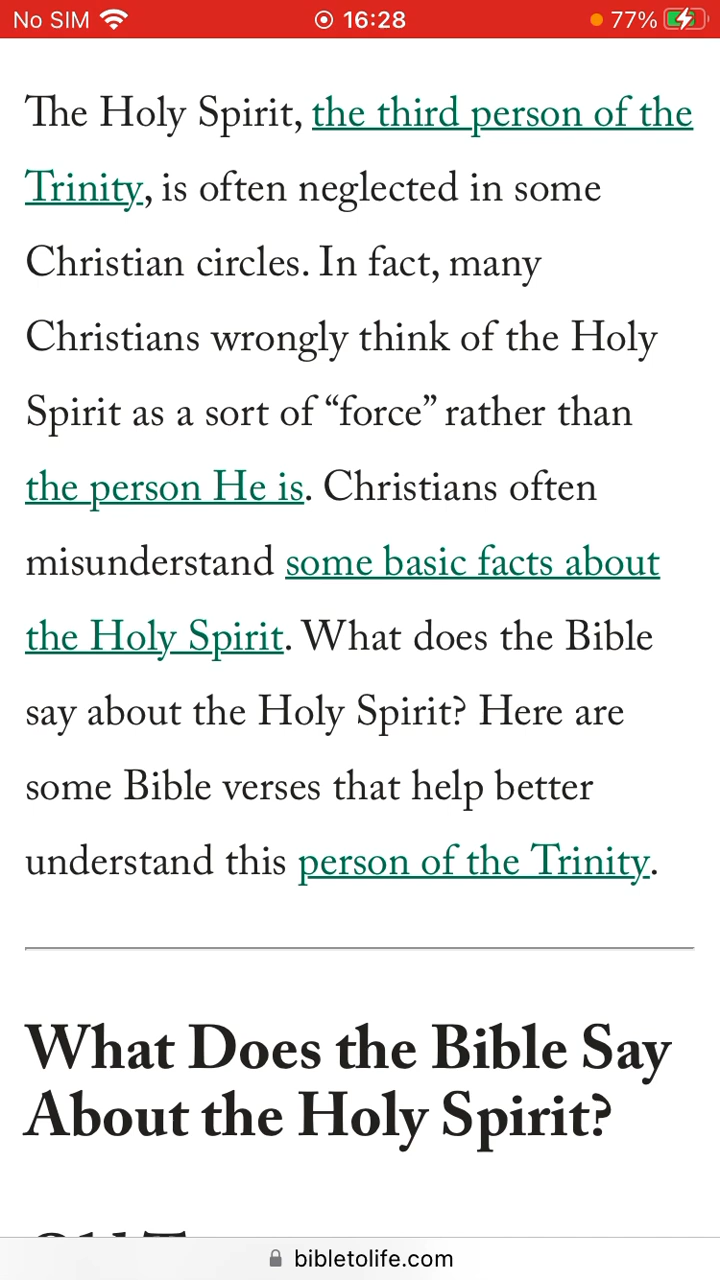 No SIM 16:28 77%
The Holy Spirit, the third person of the
Trinity, is often neglected in some
Christian circles. In fact, many
Christians wrongly think of the Holy
Spirit as a sort of “force” rather than
the person He is. Christians often
misunderstand some basic facts about
the Holy Spirit. What does the Bible
say about the Holy Spirit? Here are
some Bible verses that help better
understand this person of the Trinity.
What Does the Bible Say
About the Holy Spirit?
bibletolife.com